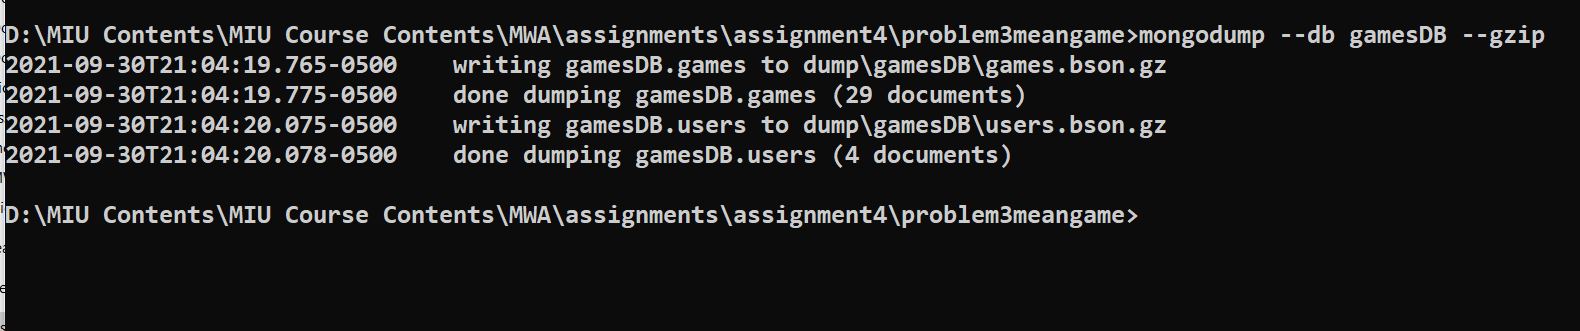 D:\MIU Contents\MIU Course Contents\MWA\assignments\assignment4\problem3meangame>mongodump --db gamesDB --gzip
2021-09-30T21:04:19.765-0500    writing gamesDB.games to dump\gamesDB\games.bson.gz
2021-09-30T21:04:19.775-0500    done dumping gamesDB.games (29 documents)
2021-09-30T21:04:20.075-0500    writing gamesDB.users to dump\gamesDB\users.bson.gz
2021-09-30T21:04:20.078-0500    done dumping gamesDB.users (4 documents)
D:\MIU Contents\MIU Course Contents\MWA\assignments\assignment4\problem3meangame>